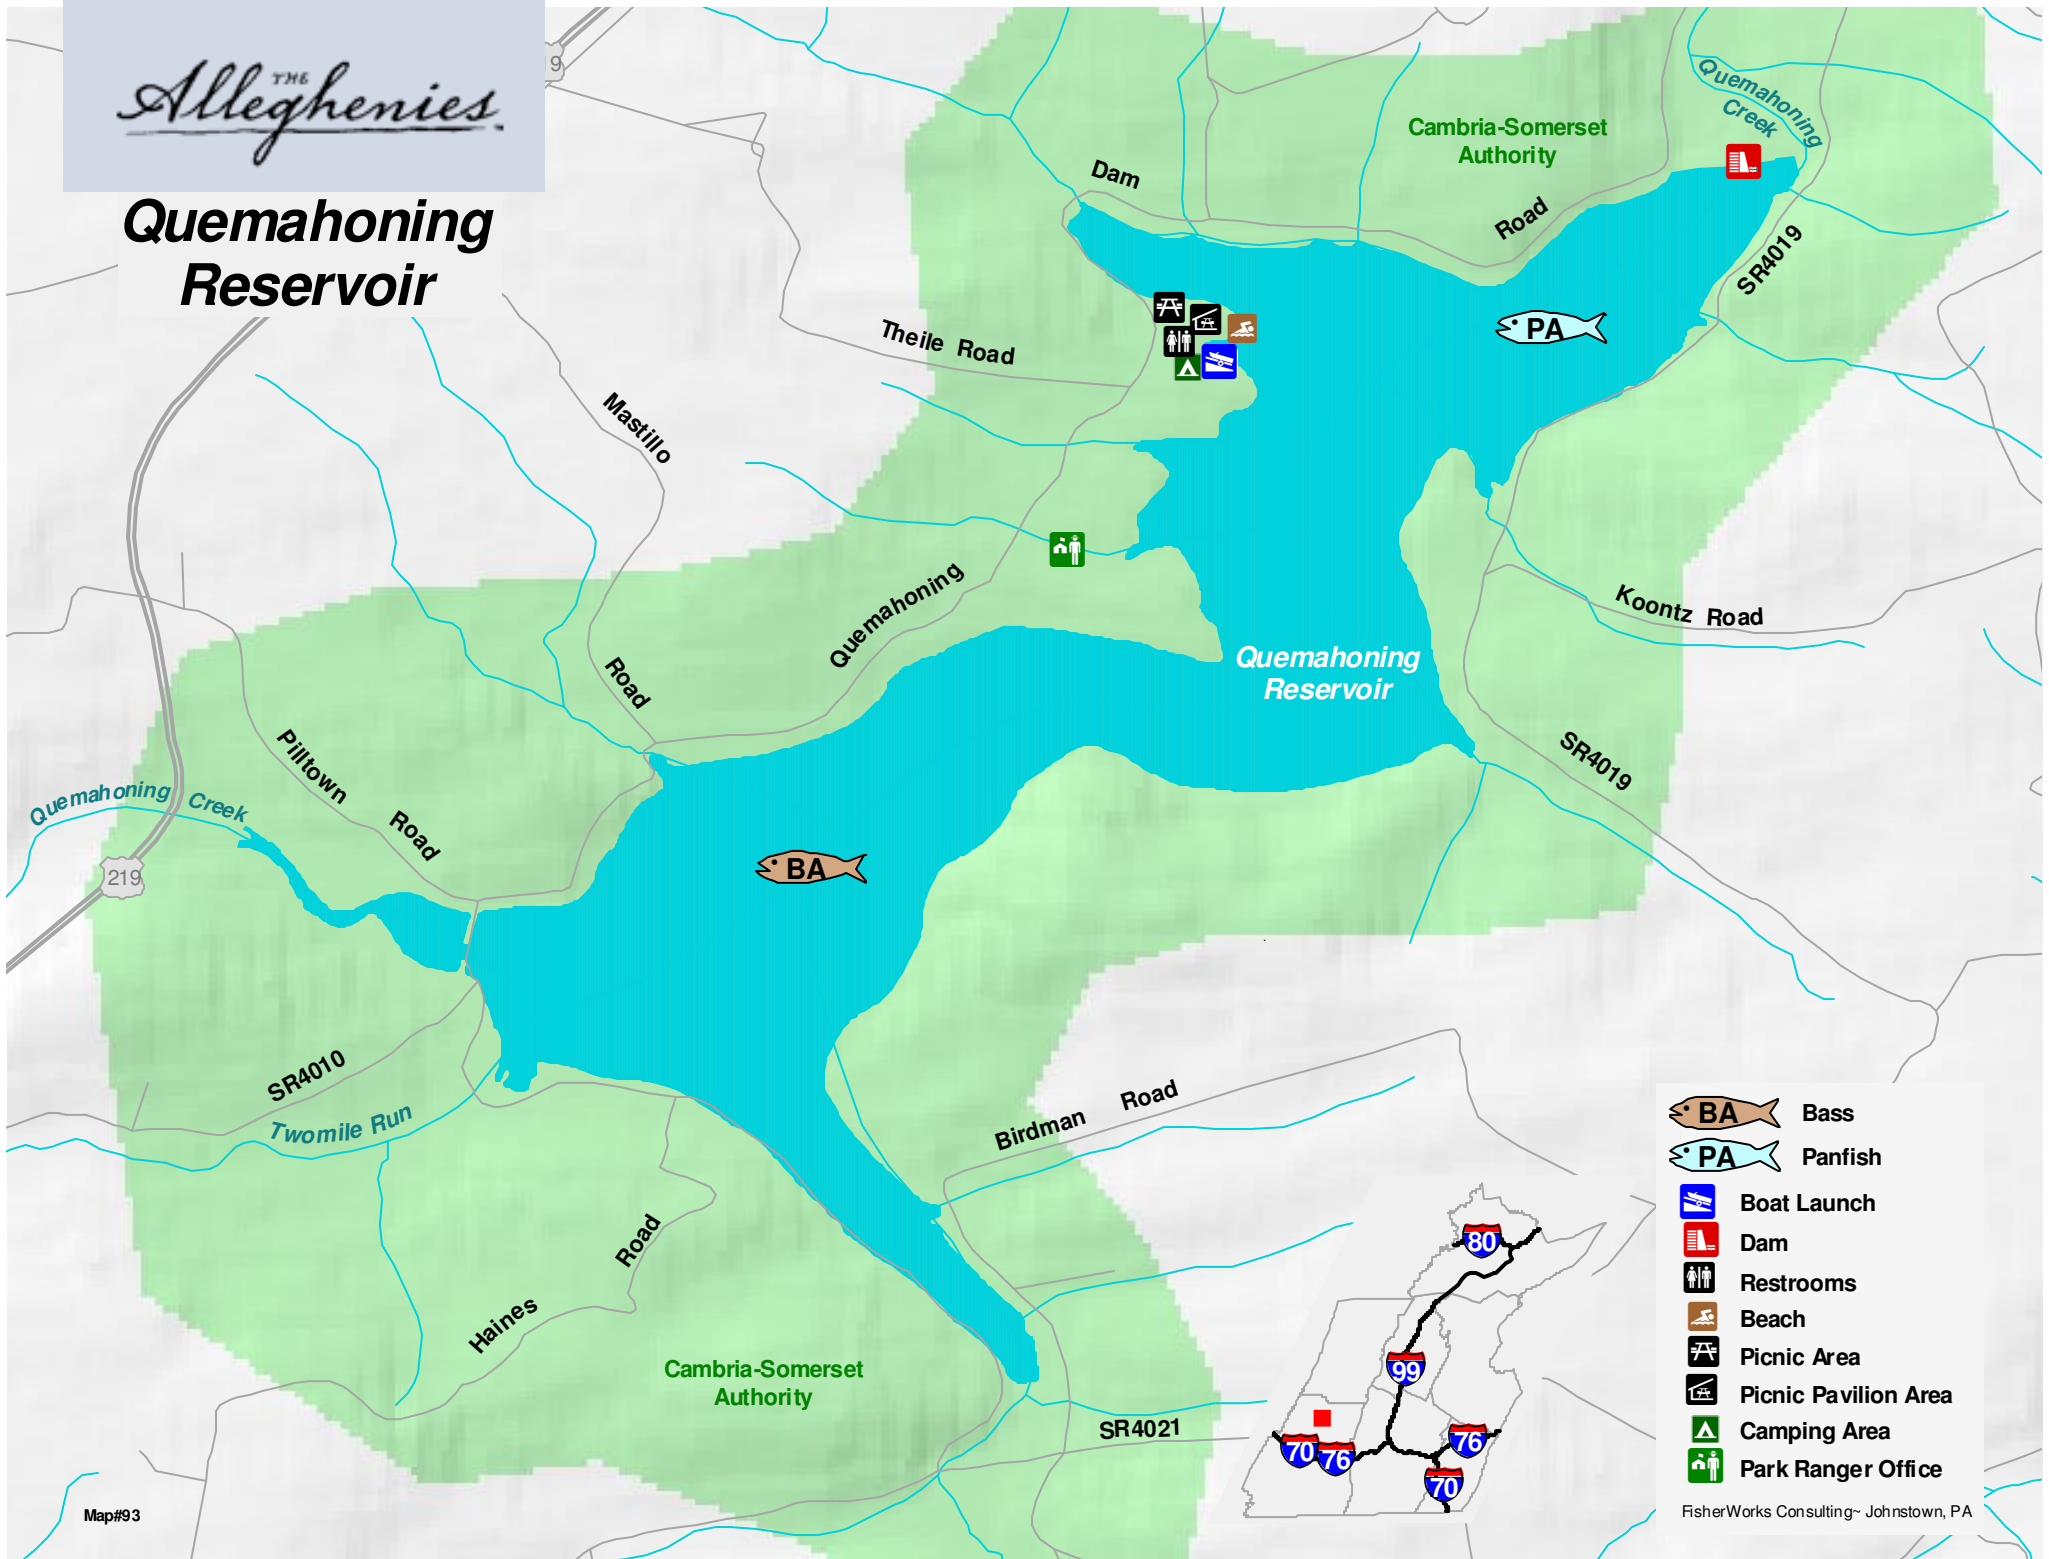 THE
Alleghenies
Quemahoning
Reservoir
Quemahoning
Creek
Cambria-Somerset
Authority
Dam
Road
SR4019
Theile Road
PA
Mastillo
Koontz Road
Quemahoning
Road
Quemahoning
Reservoir
SR4019
Pilltown
Road
Quemahoning Creek
219
BA
SR4010
Twomile Run
Birdman Road
Road
Haines
Cambria-Somerset
Authority
SR4021
80
99
70
76
76
70
BA Bass
PA Panfish
Boat Launch
Dam
Restrooms
Beach
Picnic Area
Picnic Pavilion Area
Camping Area
Park Ranger Office
FisherWorks Consulting~ Johnstown, PA
Map#93